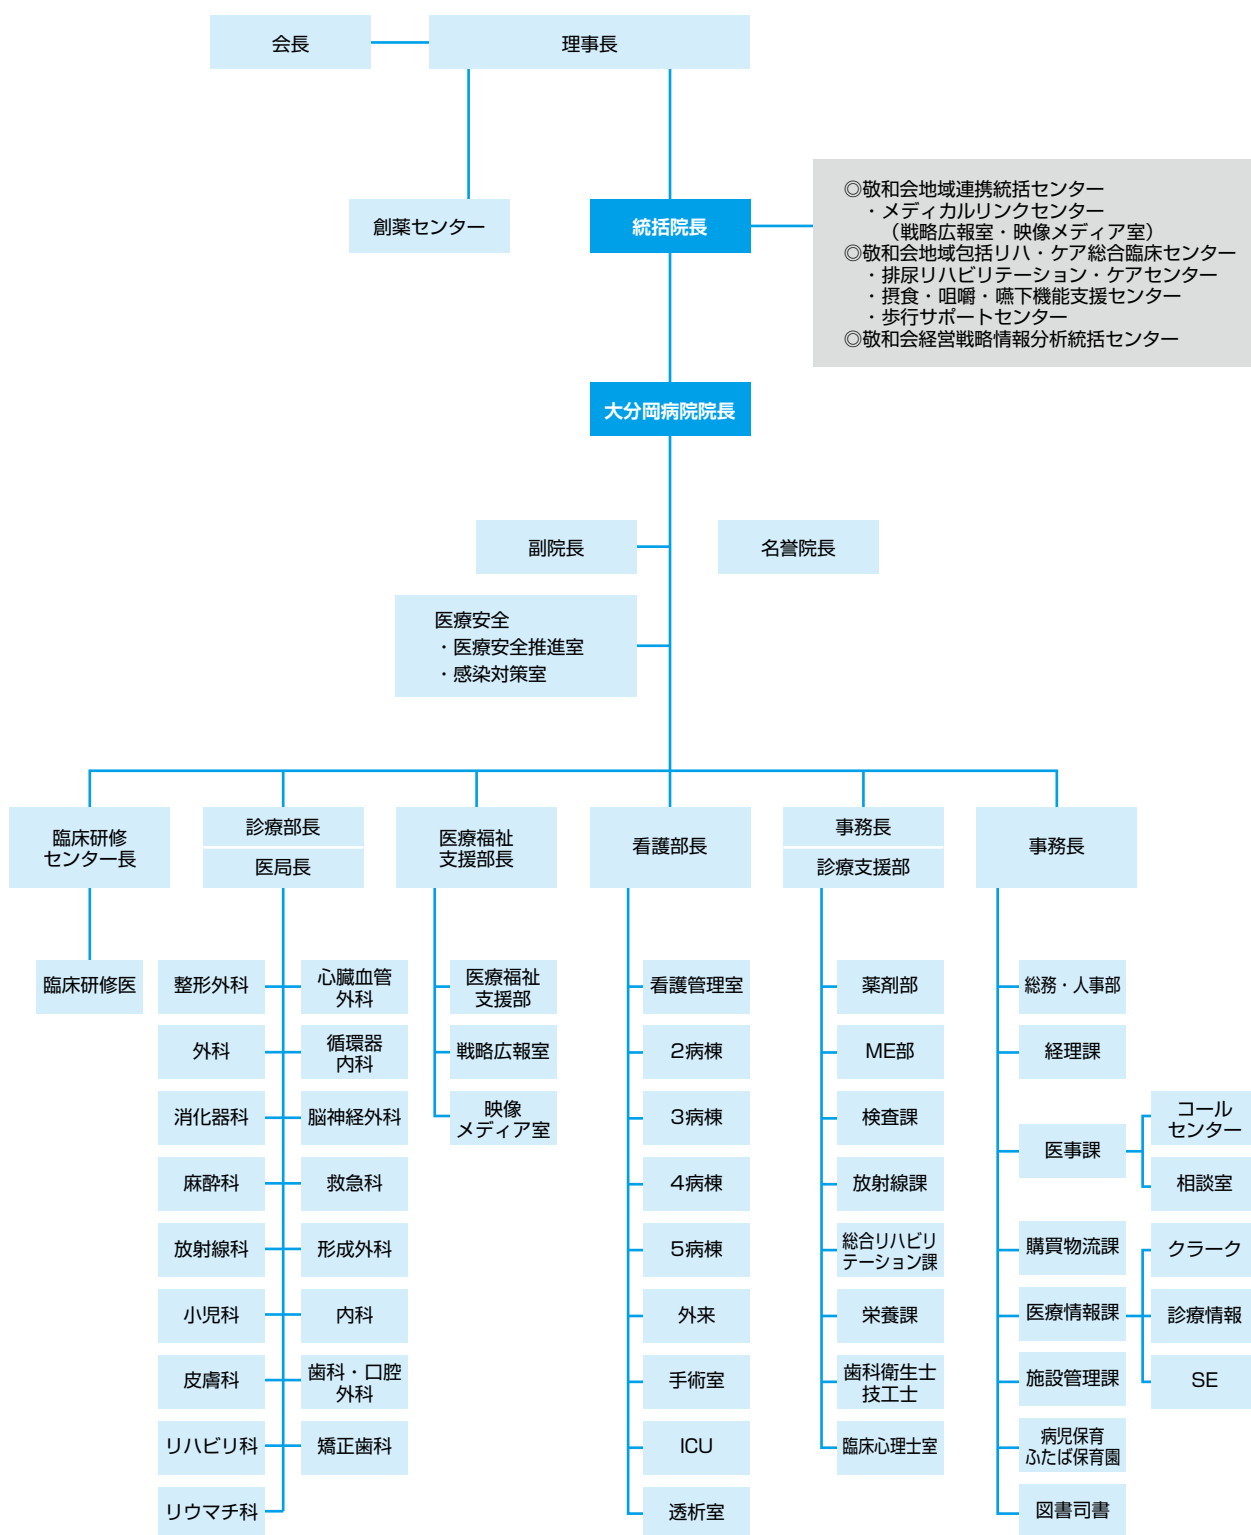 会長
理事長
創薬センター
統括院長
◎敬和会地域連携統括センター
・メディカルリンクセンター
（戦略広報室・映像メディア室）
◎敬和会地域包括リハ・ケア総合臨床センター
・排尿リハビリテーション・ケアセンター
・摂食・咀嚼・嚥下機能支援センター
・歩行サポートセンター
◎敬和会経営戦略情報分析統括センター
大分岡病院院長
副院長
名誉院長
医療安全
・医療安全推進室
・感染対策室
臨床研修
センター長
診療部長
医局長
医療福祉
支援部長
看護部長
事務長
診療支援部
事務長
臨床研修医
整形外科
外科
消化器科
麻酔科
放射線科
小児科
皮膚科
リハビリ科
リウマチ科
心臓血管
外科
循環器
内科
脳神経外科
救急科
形成外科
内科
歯科・口腔
外科
矯正歯科
医療福祉
支援部
戦略広報室
映像
メディア室
看護管理室
2病棟
3病棟
4病棟
5病棟
外来
手術室
ICU
透析室
薬剤部
ME部
検査課
放射線課
総合リハビリ
テーション課
栄養課
歯科衛生士
技工士
臨床心理士室
総務・人事部
経理課
医事課
コール
センター
相談室
購買物流課
医療情報課
クラーク
診療情報
SE
施設管理課
病児保育
ふたば保育園
図書司書